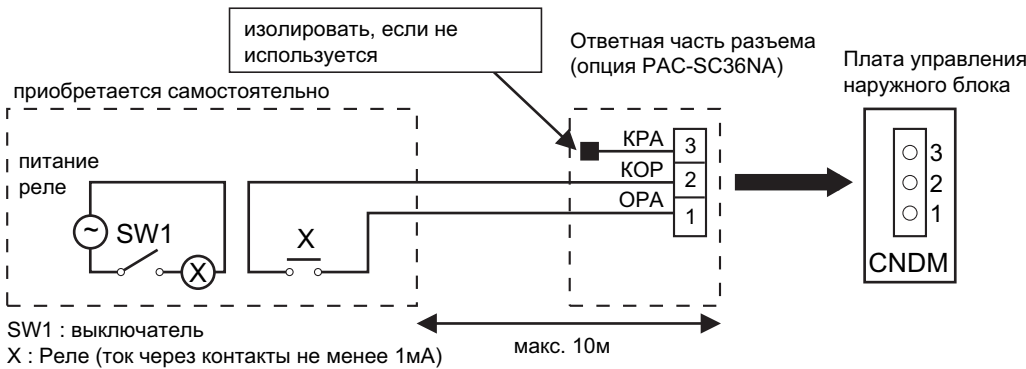 изолировать, если не
используется
Ответная часть разъема
(опция PAC-SC36NA)
Плата управления
наружного блока
приобретается самостоятельно
питание
реле
~
SW1
X
X
КРА
КОР
ОРА
3
2
1
3
2
1
CNDM
макс. 10м
SW1 : выключатель
X : Реле (ток через контакты не менее 1мА)